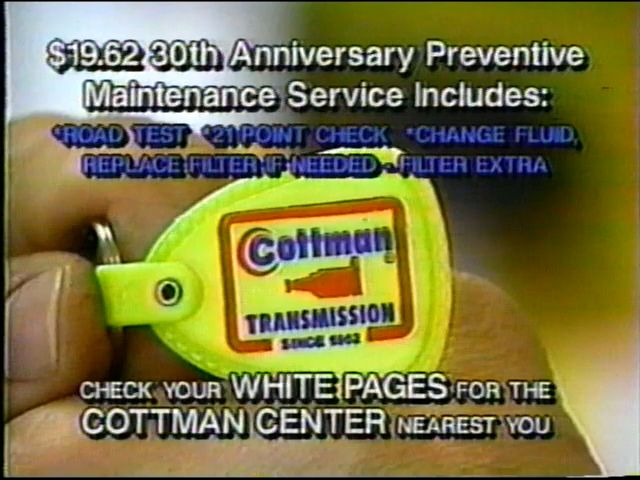 $19.62 30th Anniversary Preventive
Maintenance Service Includes:
*ROAD TEST *21 POINT CHECK *CHANGE FLUID,
REPLACE FILTER IF NEEDED - FILTER EXTRA
Cottman
TRANSMISSION
SINCE 1962
CHECK YOUR WHITE PAGES FOR THE
COTTMAN CENTER NEAREST YOU